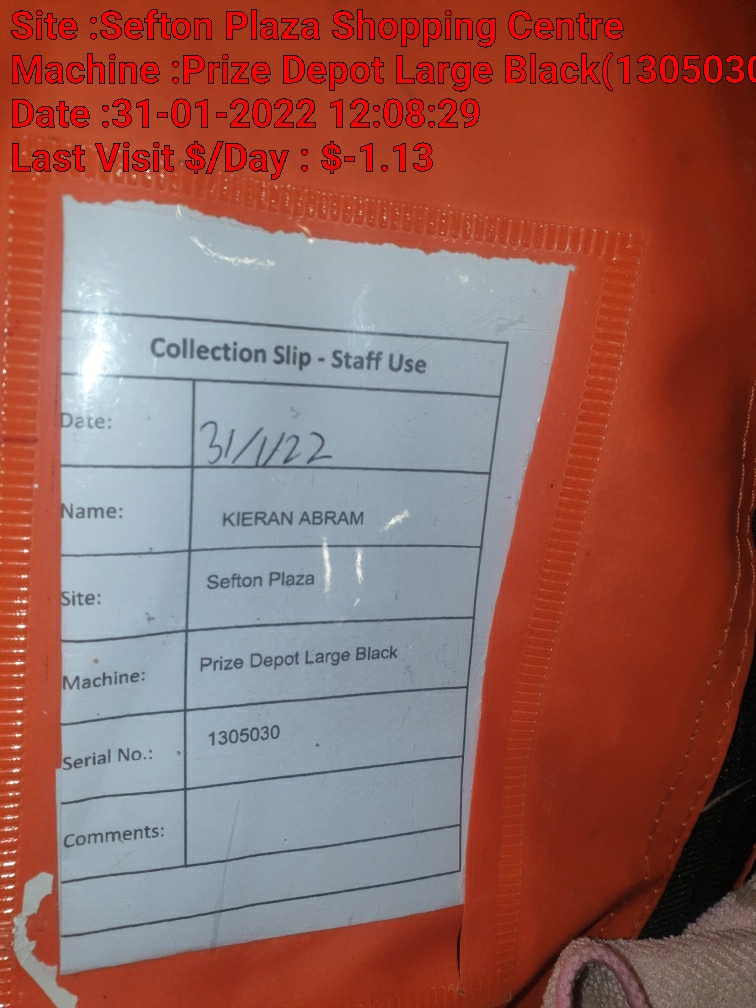 Site :Sefton Plaza Shopping Centre
Machine :Prize Depot Large Black(1305030
Date :31-01-2022 12:08:29
Last Visit $/Day : $-1.13
Collection Slip - Staff Use
Date: 31/1/22
Name: KIERAN ABRAM
Site: Sefton Plaza
Machine: Prize Depot Large Black
Serial No.: 1305030
Comments: